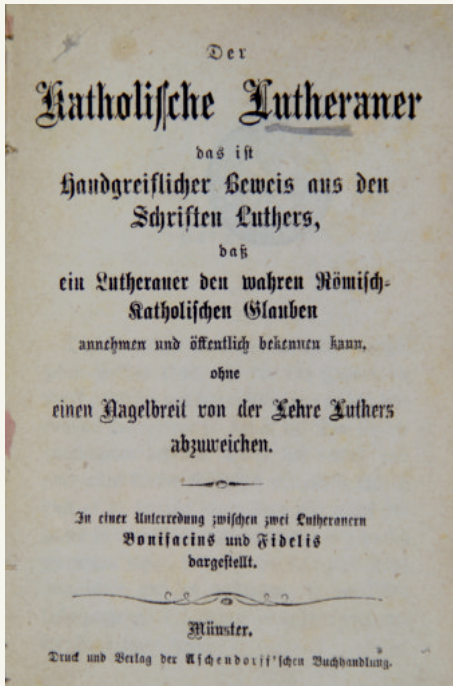 Der
Katholische Lutheraner
das ist
Handgreiflicher Beweis aus den
Schriften Luthers,
daß
ein Lutheraner den wahren Römisch-
Katholischen Glauben
annehmen und öffentlich bekennen kann,
ohne
einen Nagelbreit von der Lehre Luthers
abzuweichen.
In einer Unterredung zwischen zwei Lutheranern
Bonifacius und Fidelis
dargestellt.
Münster.
Druck und Verlag der Aschendorff'schen Buchhandlung.